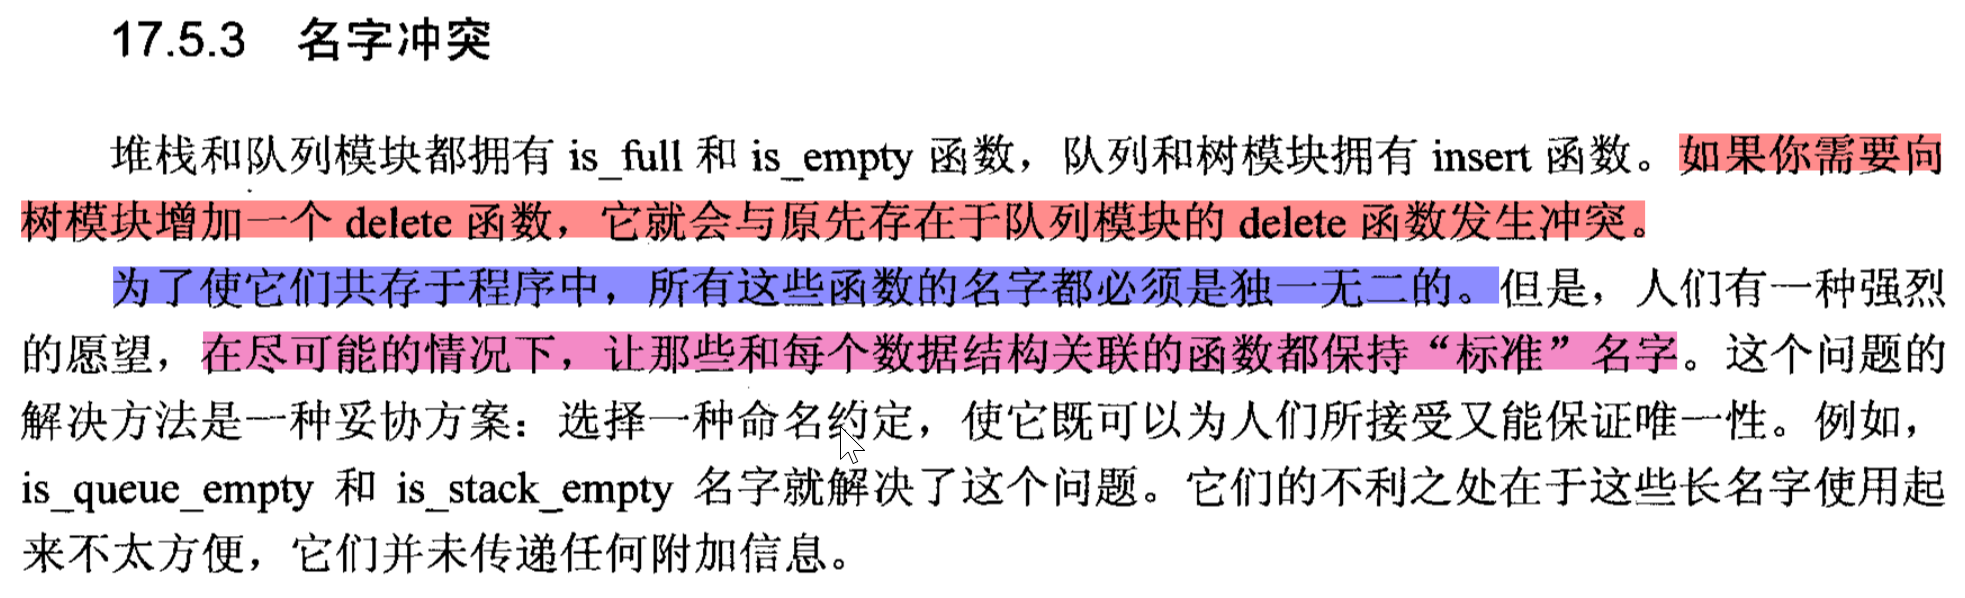 17.5.3 名字冲突
堆栈和队列模块都拥有 is_full 和 is_empty 函数，队列和树模块拥有 insert 函数。如果你需要向
树模块增加一个 delete 函数，它就会与原先存在于队列模块的 delete 函数发生冲突。
为了使它们共存于程序中，所有这些函数的名字都必须是独一无二的。但是，人们有一种强烈
的愿望，在尽可能的情况下，让那些和每个数据结构关联的函数都保持“标准”名字。这个问题的
解决方法是一种妥协方案：选择一种命名约定，使它既可以为人们所接受又能保证唯一性。例如，
is_queue_empty 和 is_stack_empty 名字就解决了这个问题。它们的不利之处在于这些长名字使用起
来不太方便，它们并未传递任何附加信息。